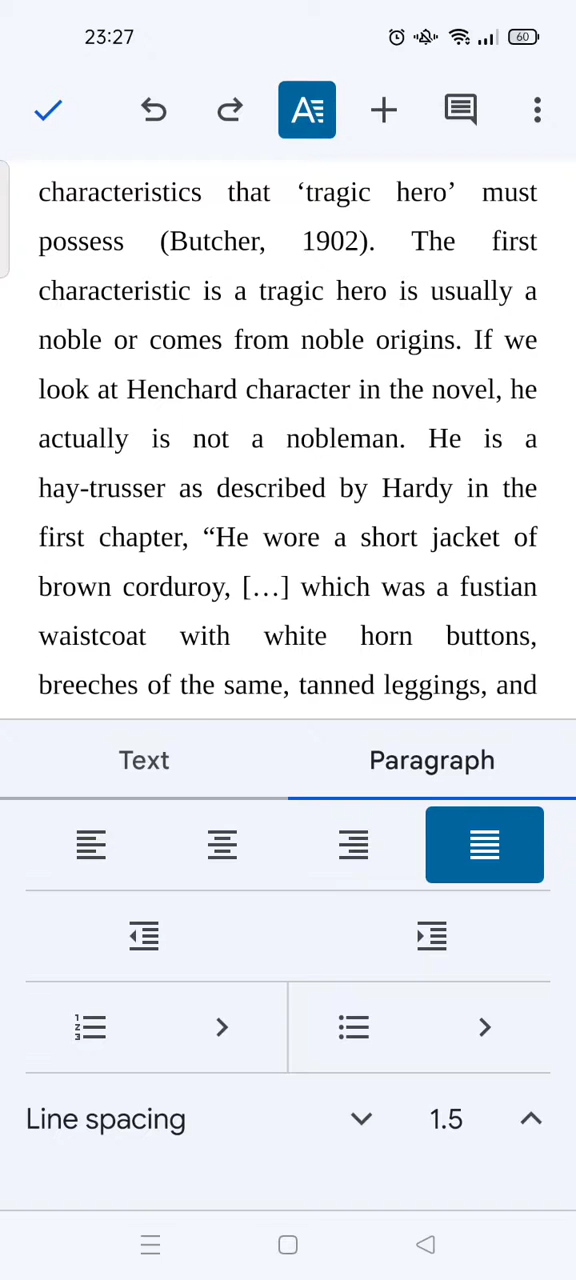 23:27
60
characteristics that ‘tragic hero’ must
possess (Butcher, 1902). The first
characteristic is a tragic hero is usually a
noble or comes from noble origins. If we
look at Henchard character in the novel, he
actually is not a nobleman. He is a
hay-trusser as described by Hardy in the
first chapter, “He wore a short jacket of
brown corduroy, […] which was a fustian
waistcoat with white horn buttons,
breeches of the same, tanned leggings, and
Text Paragraph
Line spacing 1.5